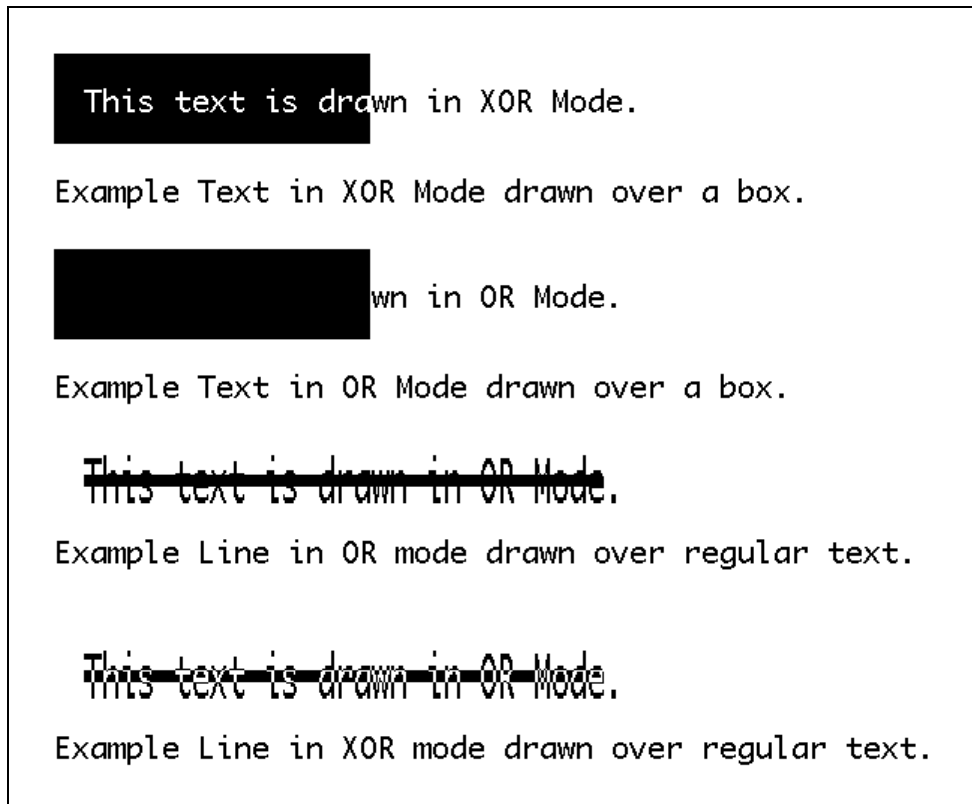 This text is drawn in XOR Mode.
Example Text in XOR Mode drawn over a box.
wn in OR Mode.
Example Text in OR Mode drawn over a box.
This text is drawn in OR Mode.
Example Line in OR mode drawn over regular text.
This text is drawn in OR Mode.
Example Line in XOR mode drawn over regular text.